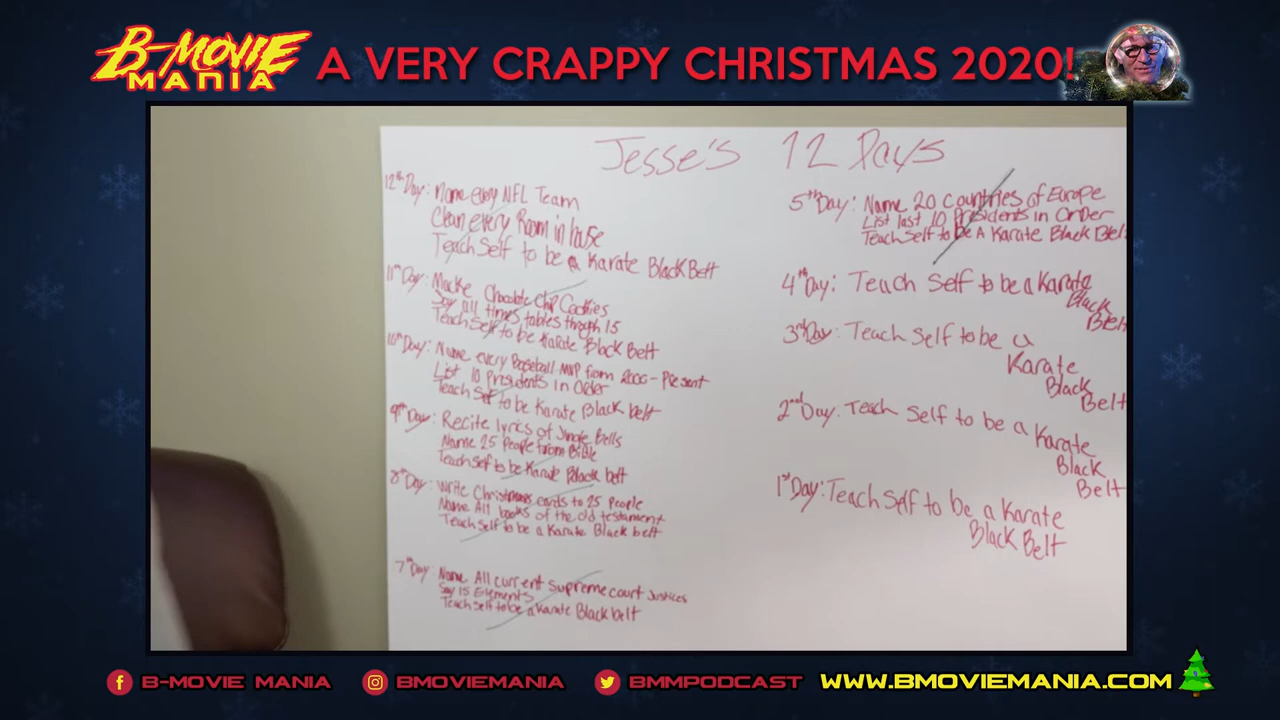 B-MOVIE MANIA
A VERY CRAPPY CHRISTMAS 2020!
Jesse's 12 Days
12th Day: Name every NFL Team
Clean every Room in house
Teach Self to be a Karate Black Belt
11th Day: Make Chocolate Chip Cookies
Say all times tables through 15
Teach Self to be Karate Black Belt
10th Day: Name every Baseball MVP from 2000 - Present
List 10 Presidents In Order
Teach Self to be Karate Black belt
9th Day: Recite lyrics of Jingle Bells
Name 25 People from Bible
Teach self to be Karate Black belt
8th Day: Write Christmas cards to 25 people
Name All books of the old testament
Teach self to be a Karate Black belt
7th Day: Name All current Supreme court Justices
Say 15 Elements
Teach self to be a Karate Black belt
5th Day: Name 20 countries of Europe
List last 10 Presidents in Order
Teach Self to be A Karate Black Belt
4th Day: Teach Self to be a Karate
Black
Belt
3rd Day: Teach Self to be a
Karate
Black
Belt
2nd Day: Teach Self to be a Karate
Black
Belt
1st Day: Teach Self to be a Karate
Black Belt
B-MOVIE MANIA
BMOVIEMANIA
BMMPODCAST
WWW.BMOVIEMANIA.COM